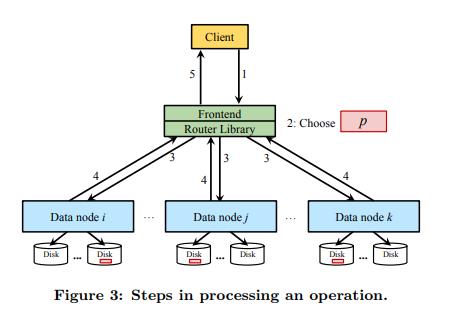 Client
5
1
Frontend
Router Library
2: Choose p
4
3
4
3
3
4
Data node i
...
Data node j
...
Data node k
Disk
...
Disk
Disk
...
Disk
Disk
...
Disk
Figure 3: Steps in processing an operation.